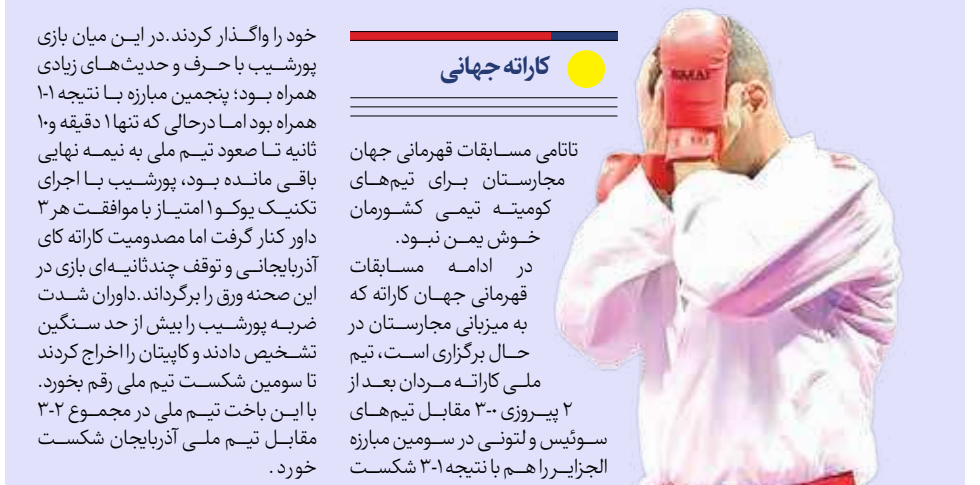 کاراته جهانی
تاتامی مسابقات قهرمانی جهان
مجارستان برای تیم‌های
کومیته تیمی کشورمان
خوش یمن نبود.
در ادامه مسابقات
قهرمانی جهان کاراته که
به میزبانی مجارستان در
حال برگزاری است، تیم
ملی کاراته مردان بعد از
۲ پیروزی ۰-۳ مقابل تیم‌های
سوئیس و لتونی در سومین مبارزه
الجزایر را هم با نتیجه ۱-۳ شکست
خود را واگذار کردند.در این میان بازی
پورشیب با حرف و حدیث‌های زیادی
همراه بود؛ پنجمین مبارزه با نتیجه ۱-۱
همراه بود اما درحالی که تنها ۱ دقیقه و۱۰
ثانیه تا صعود تیم ملی به نیمه نهایی
باقی مانده بود، پورشیب با اجرای
تکنیک یوکو ۱ امتیاز با موافقت هر ۳
داور کنار گرفت اما مصدومیت کاراته کای
آذربایجانی و توقف چندثانیه‌ای بازی در
این صحنه ورق را برگرداند.داوران شدت
ضربه پورشیب را بیش از حد سنگین
تشخیص دادند و کاپیتان را اخراج کردند
تا سومین شکست تیم ملی رقم بخورد.
با این باخت تیم ملی در مجموع ۲-۳
مقابل تیم ملی آذربایجان شکست
خورد .
SMAI